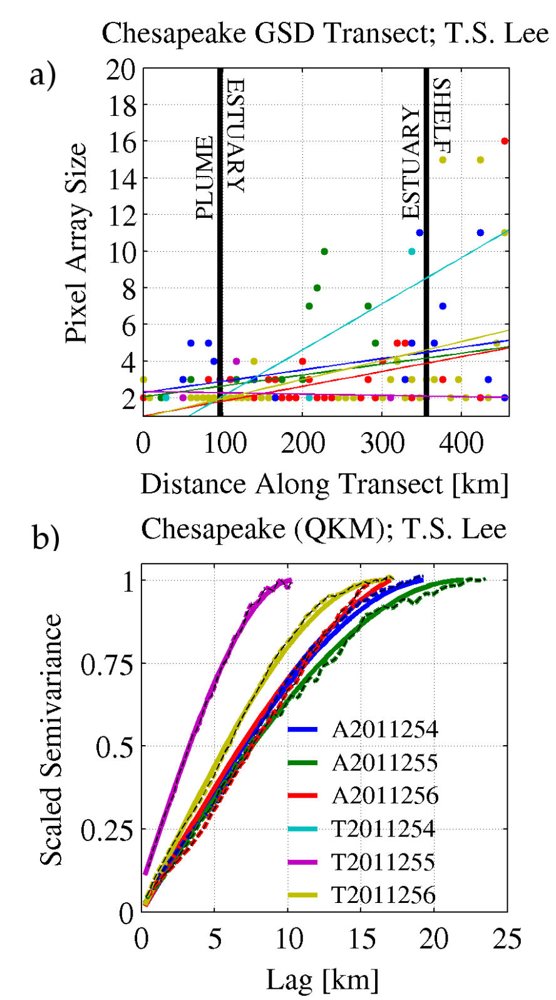 Chesapeake GSD Transect; T.S. Lee
a)
20
18
16
14
12
10
8
6
4
2
Pixel Array Size
PLUME
ESTUARY
ESTUARY
SHELF
0 100 200 300 400
Distance Along Transect [km]
b)
Chesapeake (QKM); T.S. Lee
1
0.75
0.5
0.25
0
Scaled Semivariance
A2011254
A2011255
A2011256
T2011254
T2011255
T2011256
0 5 10 15 20 25
Lag [km]